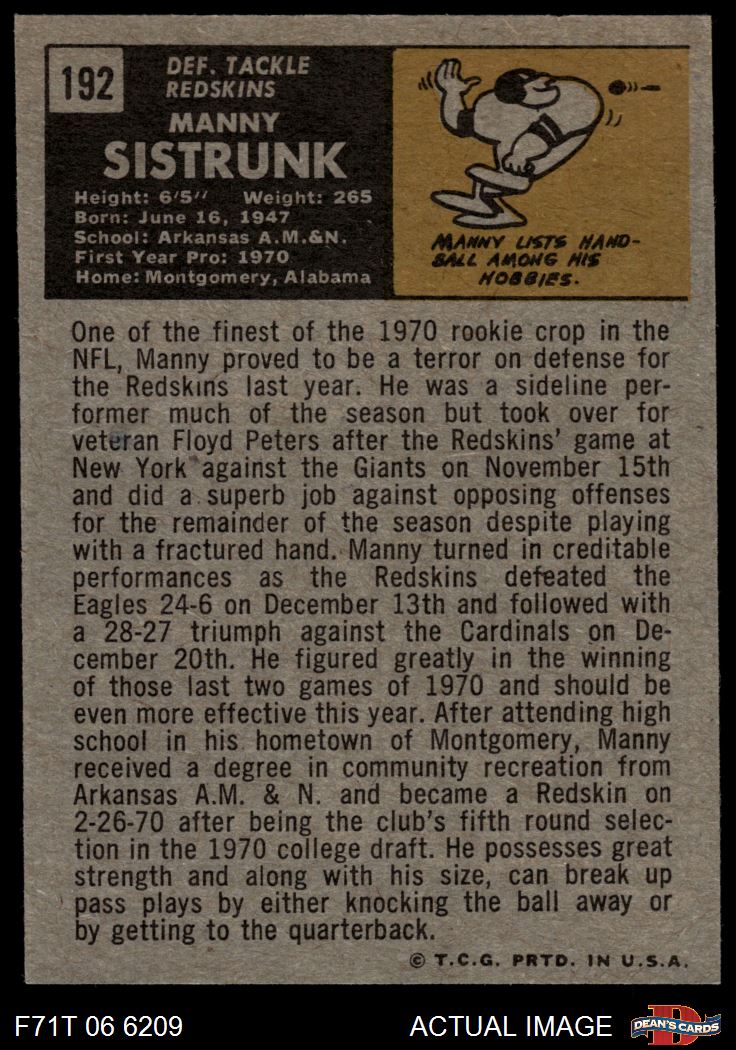 192
DEF. TACKLE
REDSKINS
MANNY
SISTRUNK
Height: 6'5" Weight: 265
Born: June 16, 1947
School: Arkansas A.M.&N.
First Year Pro: 1970
Home: Montgomery, Alabama
MANNY LISTS HAND-
BALL AMONG HIS
HOBBIES.
One of the finest of the 1970 rookie crop in the
NFL, Manny proved to be a terror on defense for
the Redskins last year. He was a sideline per-
former much of the season but took over for
veteran Floyd Peters after the Redskins' game at
New York against the Giants on November 15th
and did a superb job against opposing offenses
for the remainder of the season despite playing
with a fractured hand. Manny turned in creditable
performances as the Redskins defeated the
Eagles 24-6 on December 13th and followed with
a 28-27 triumph against the Cardinals on De-
cember 20th. He figured greatly in the winning
of those last two games of 1970 and should be
even more effective this year. After attending high
school in his hometown of Montgomery, Manny
received a degree in community recreation from
Arkansas A.M. & N. and became a Redskin on
2-26-70 after being the club's fifth round selec-
tion in the 1970 college draft. He possesses great
strength and along with his size, can break up
pass plays by either knocking the ball away or
by getting to the quarterback.
© T.C.G. PRTD. IN U.S.A.
F71T 06 6209 ACTUAL IMAGE DEAN'S CARDS